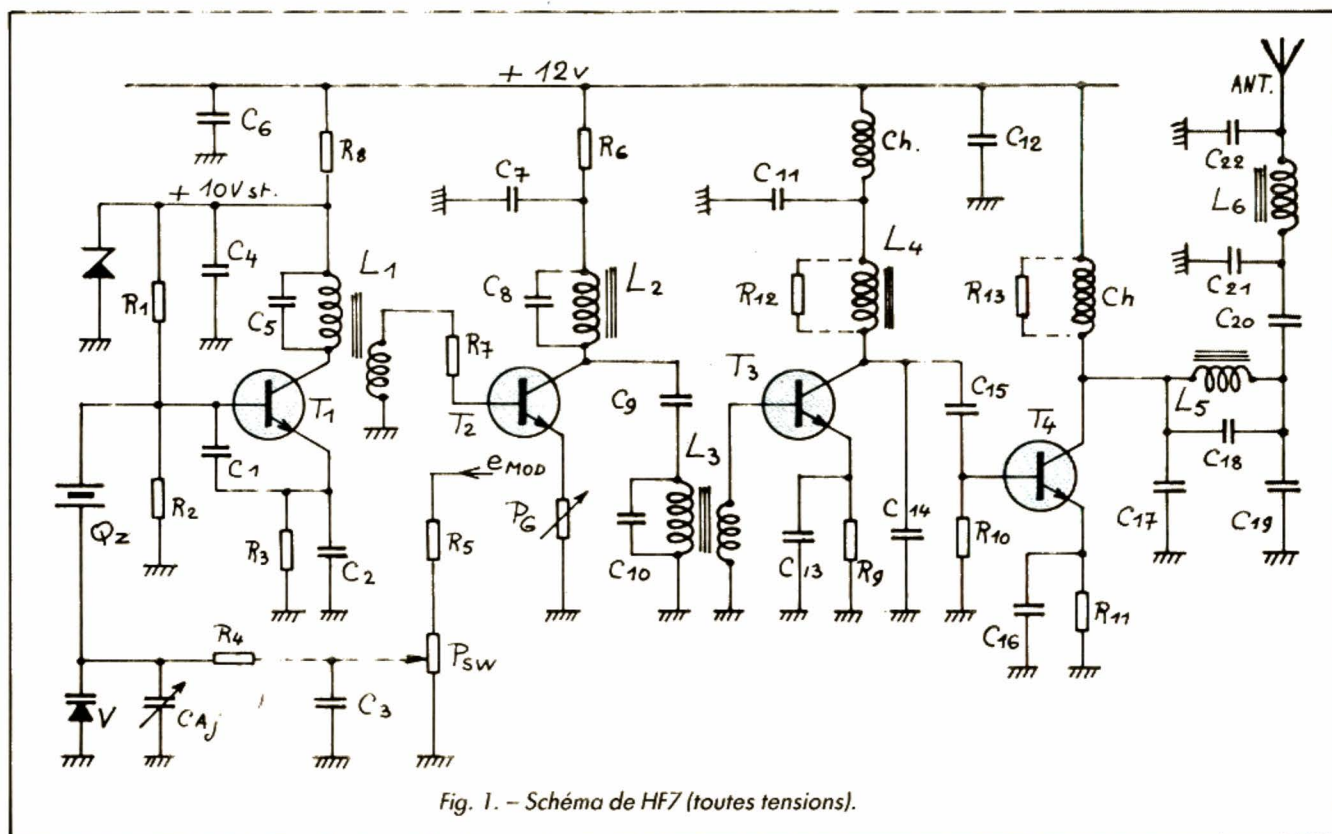 + 12v
ANT.
C6
R8
R6
Ch.
C12
C22
L6
C7
C11
+ 10V st.
C21
C20
R1
C4
C5
L1
C8
L2
R12
L4
R13
Ch
R7
T1
T2
C9
T3
C15
T4
L5
C18
C1
eMOD
L3
PG
C10
C14
R10
C17
C19
Qz
R2
R3
C2
R5
C13
R9
C16
R11
R4
C3
PSW
V
CAj
Fig. 1. – Schéma de HF7 (toutes tensions).